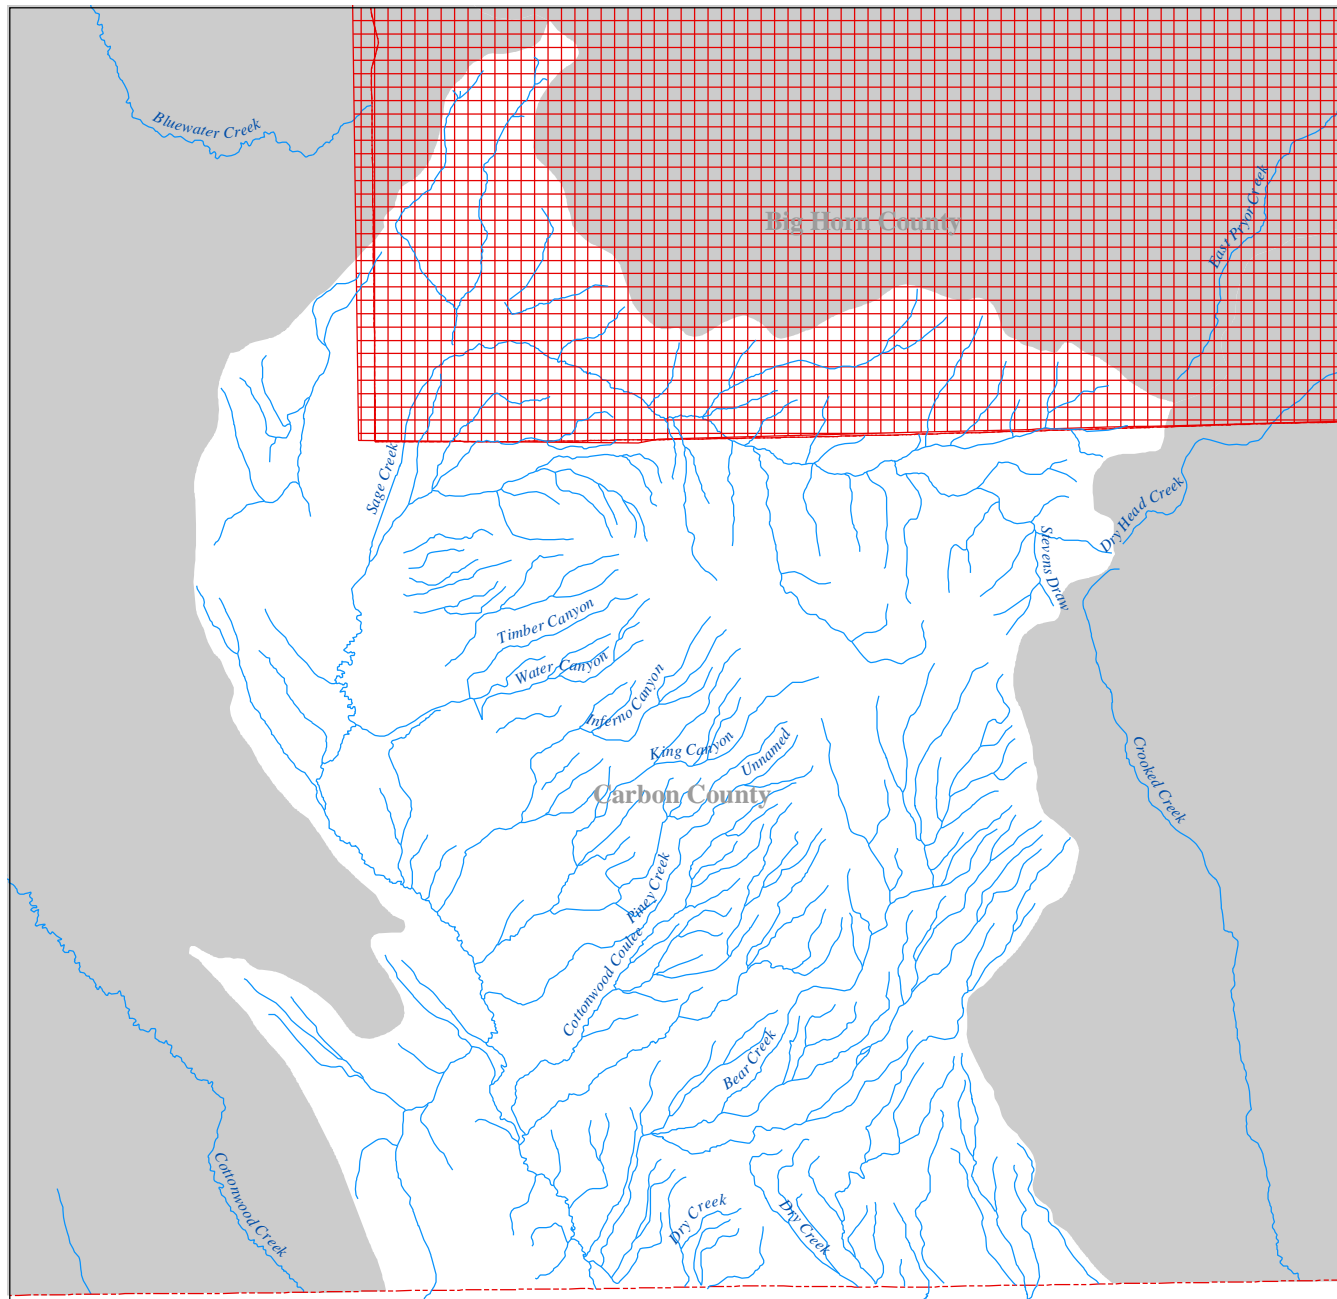 Bluewater Creek
Big Horn County
East Pryor Creek
Sage Creek
Dry Head Creek
Stevens Draw
Timber Canyon
Water Canyon
Inferno Canyon
King Canyon
Unnamed
Crooked Creek
Carbon County
Piney Creek
Cottonwood Coulee
Bear Creek
Cottonwood Creek
Dry Creek
Dry Creek